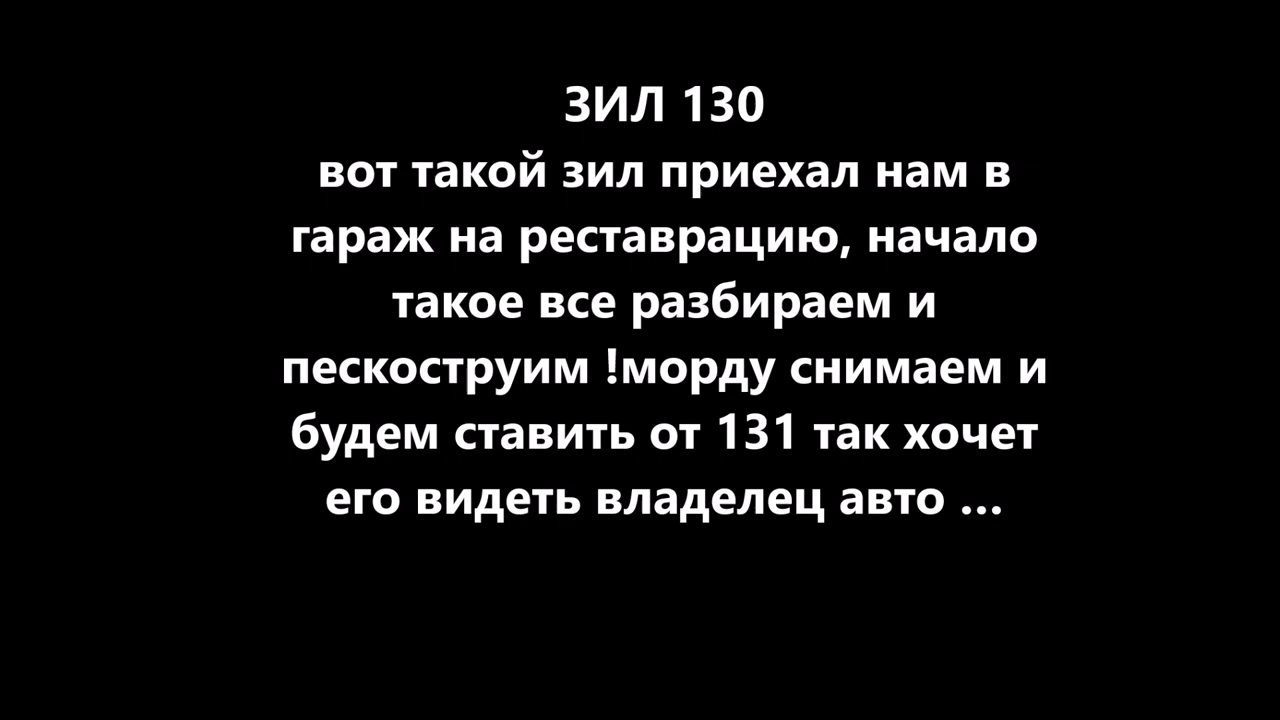 ЗИЛ 130
вот такой зил приехал нам в
гараж на реставрацию, начало
такое все разбираем и
пескоструим !морду снимаем и
будем ставить от 131 так хочет
его видеть владелец авто ...